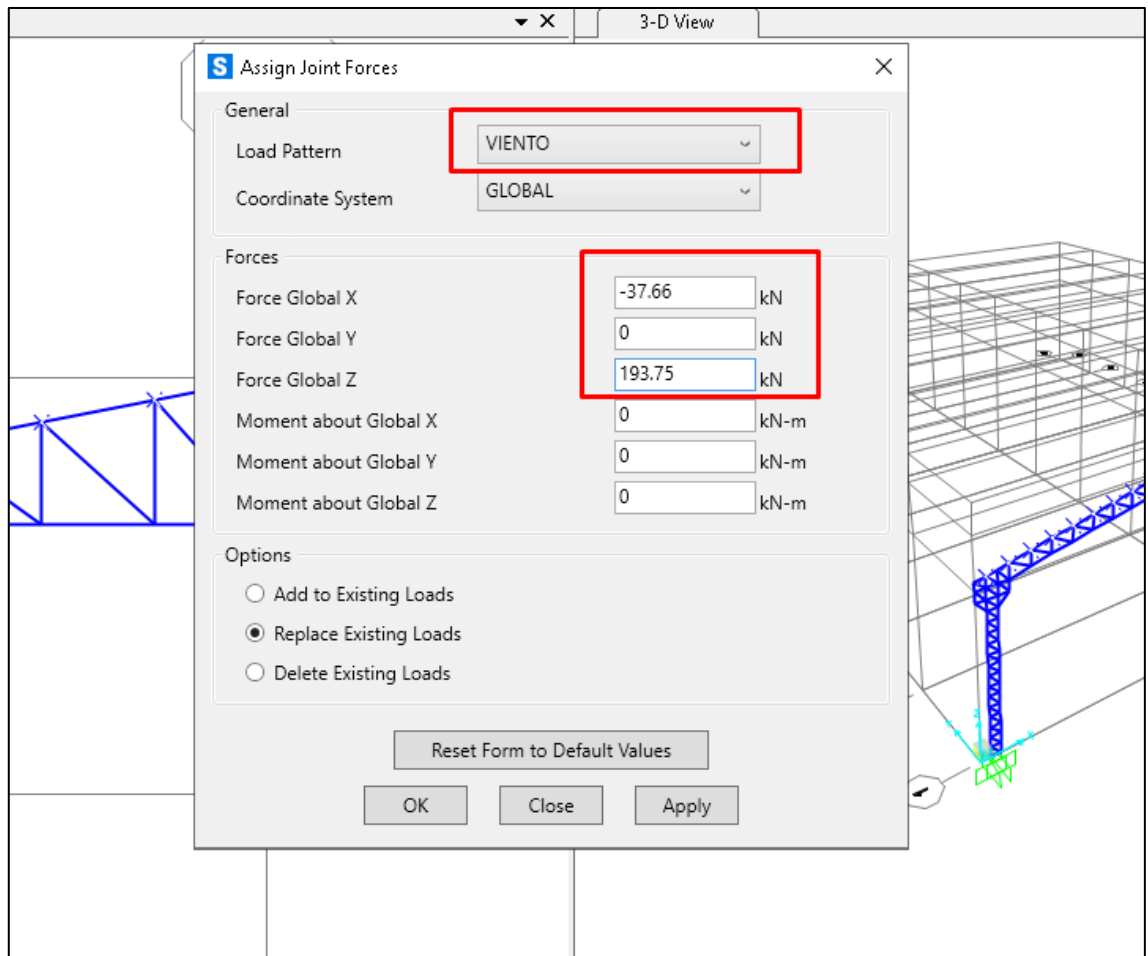 3-D View
S Assign Joint Forces
General
Load Pattern VIENTO
Coordinate System GLOBAL
Forces
Force Global X -37.66 kN
Force Global Y 0 kN
Force Global Z 193.75 kN
Moment about Global X 0 kN-m
Moment about Global Y 0 kN-m
Moment about Global Z 0 kN-m
Options
Add to Existing Loads
Replace Existing Loads
Delete Existing Loads
Reset Form to Default Values
OK Close Apply